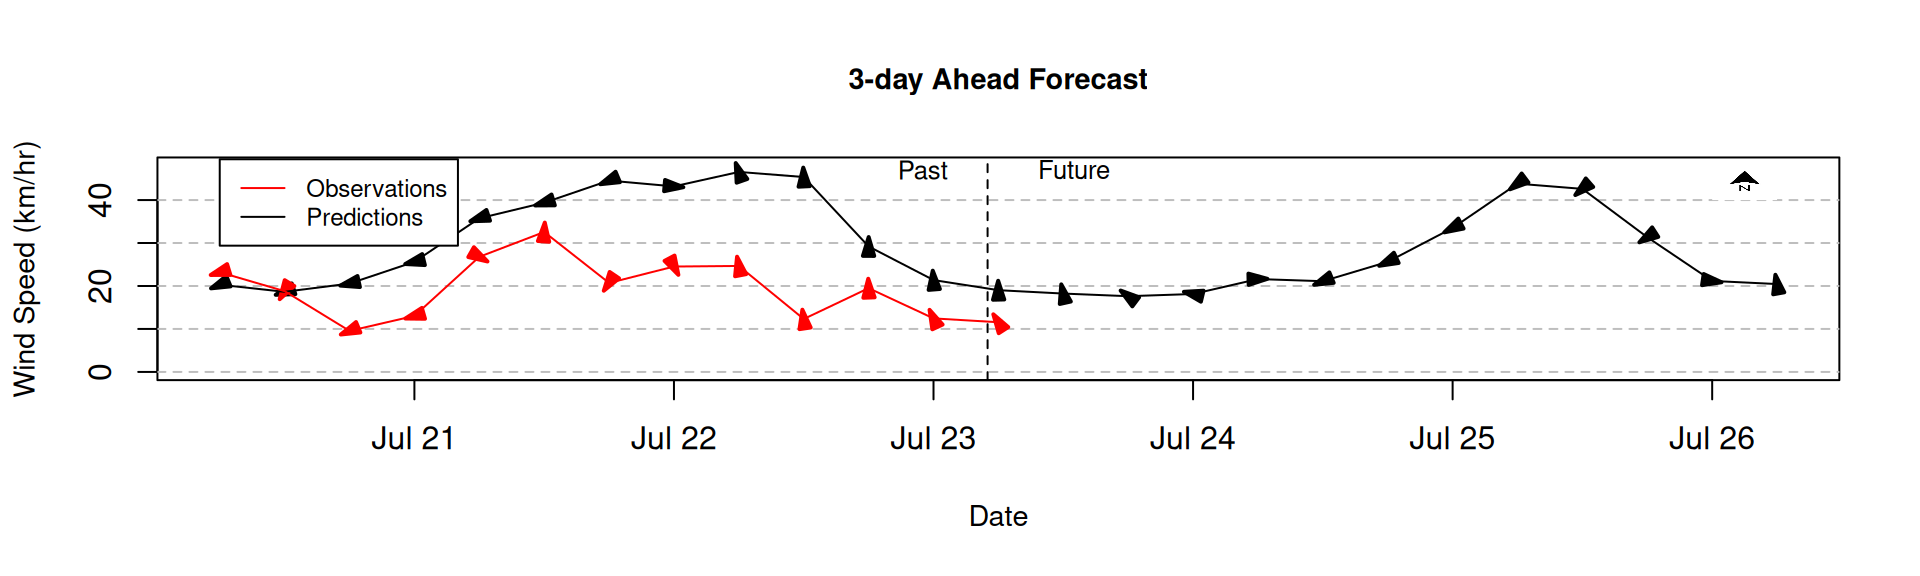 3-day Ahead Forecast
Wind Speed (km/hr)
40
20
0
Observations
Predictions
Past
Future
N
Jul 21
Jul 22
Jul 23
Jul 24
Jul 25
Jul 26
Date